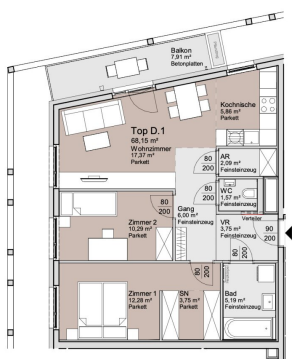 Balkon
7,91 m²
Betonplatten
Kochnische
5,86 m²
Parkett
Top D.1
68,15 m²
Wohnzimmer
17,37 m²
Parkett
AR
2,09 m²
Feinsteinzeug
80
200
WC
1,57 m²
Feinsteinzeug
80
200
Gang
6,00 m²
Feinsteinzeug
80
200
Verteiler
VR
3,75 m²
Feinsteinzeug
90
200
Zimmer 2
10,29 m²
Parkett
80
200
80
200
Zimmer 1
12,28 m²
Parkett
SN
3,75 m²
Parkett
Bad
5,19 m²
Feinsteinzeug